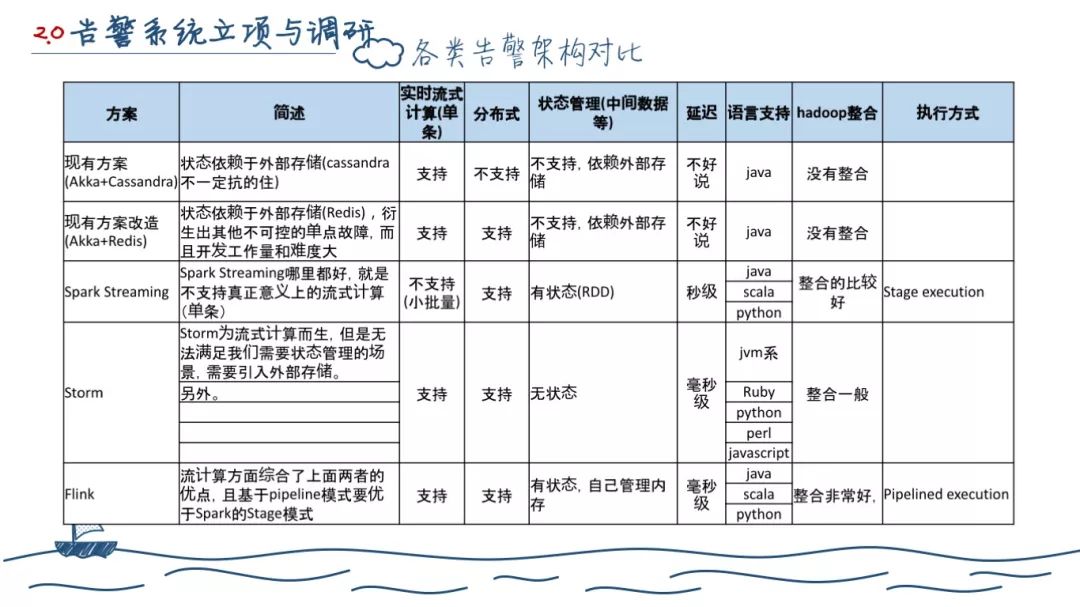 2.0 告警系统立项与调研
各类告警架构对比
方案
简述
实时流式
计算(单
条)
分布式
状态管理(中间数据
等)
延迟
语言支持
hadoop整合
执行方式
现有方案
(Akka+Cassandra)
状态依赖于外部存储(cassandra
不一定抗的住)
支持
不支持
不支持, 依赖外部存
储
不好
说
java
没有整合
现有方案改造
(Akka+Redis)
状态依赖于外部存储(Redis) , 衍
生出其他不可控的单点故障, 而
且开发工作量和难度大
支持
支持
不支持, 依赖外部存
储
不好
说
java
没有整合
Spark Streaming
Spark Streaming哪里都好, 就是
不支持真正意义上的流式计算
(单条)
不支持
(小批量)
支持
有状态(RDD)
秒级
java
scala
python
整合的比较
好
Stage execution
Storm
Storm为流式计算而生, 但是无
法满足我们需要状态管理的场
景, 需要引入外部存储。
另外。
支持
支持
无状态
毫秒
级
jvm系
Ruby
python
perl
javascript
整合一般
Flink
流计算方面综合了上面两者的
优点, 且基于pipeline模式要优
于Spark的Stage模式
支持
支持
有状态, 自己管理内
存
毫秒
级
java
scala
python
整合非常好,
Pipelined execution